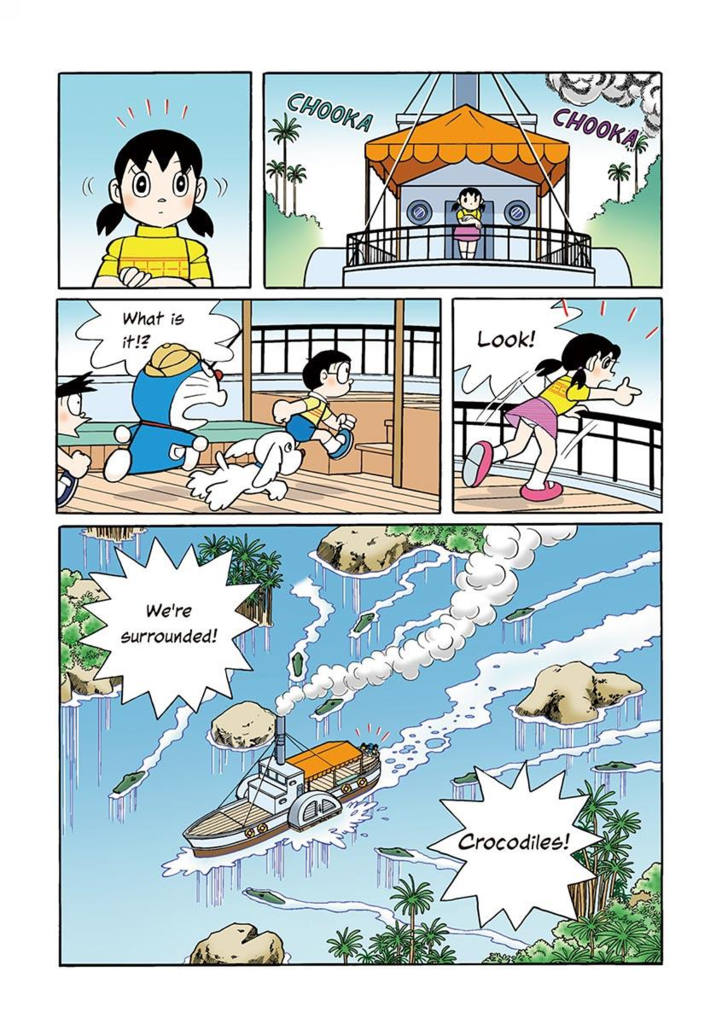 CHOOKA
CHOOKA
What is
it!?
Look!
We're
surrounded!
Crocodiles!